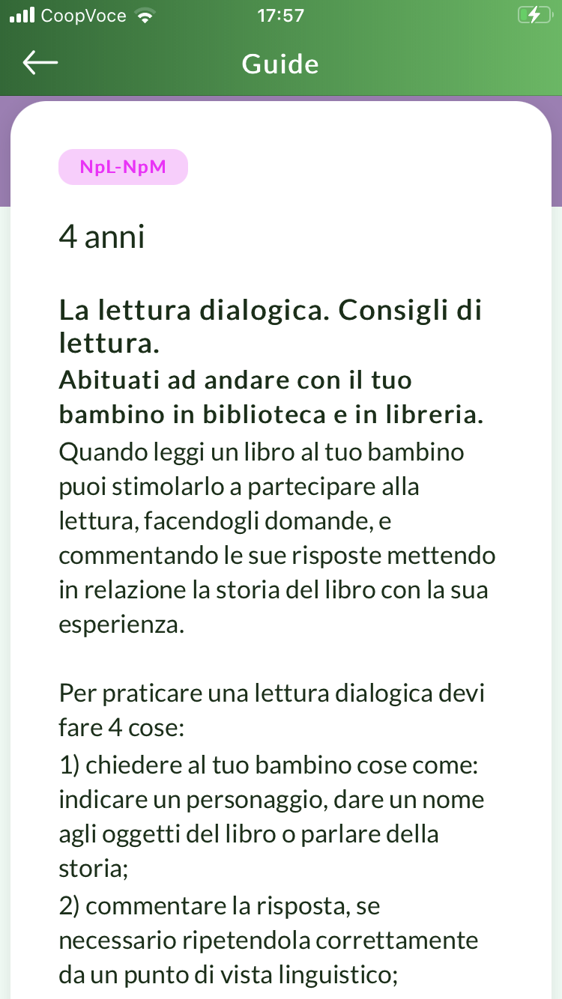 CoopVoce 17:57
Guide
NpL-NpM
4 anni
La lettura dialogica. Consigli di
lettura.
Abituati ad andare con il tuo
bambino in biblioteca e in libreria.
Quando leggi un libro al tuo bambino
puoi stimolarlo a partecipare alla
lettura, facendogli domande, e
commentando le sue risposte mettendo
in relazione la storia del libro con la sua
esperienza.
Per praticare una lettura dialogica devi
fare 4 cose:
1) chiedere al tuo bambino cose come:
indicare un personaggio, dare un nome
agli oggetti del libro o parlare della
storia;
2) commentare la risposta, se
necessario ripetendola correttamente
da un punto di vista linguistico;